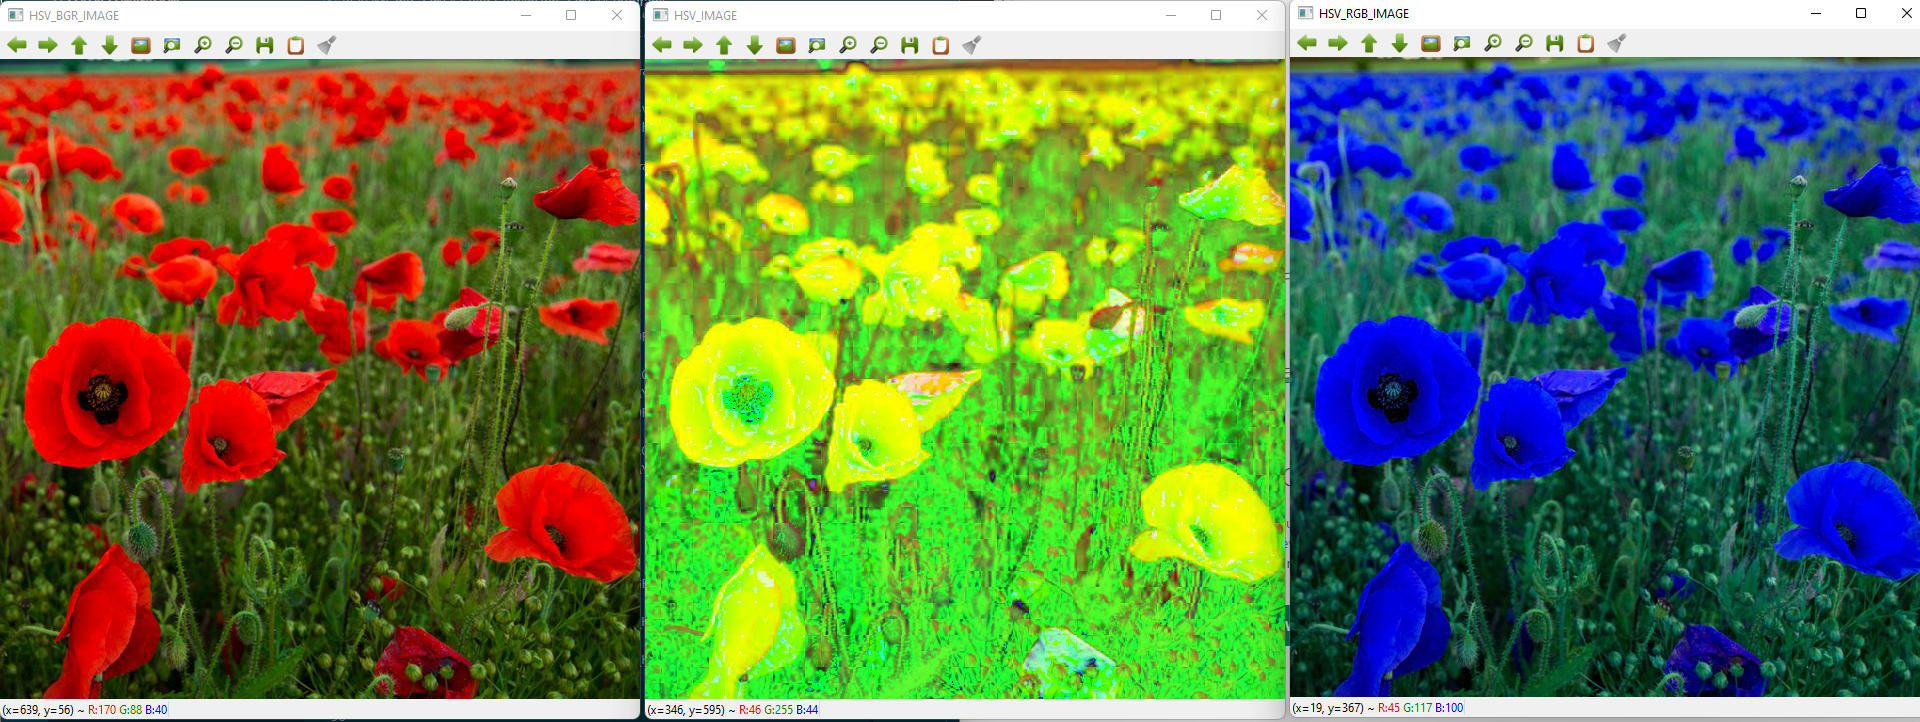 HSV_BGR_IMAGE
HSV_IMAGE
HSV_RGB_IMAGE
(x=639, y=56) ~ R:170 G:88 B:40
(x=346, y=595) ~ R:46 G:255 B:44
(x=19, y=367) ~ R:45 G:117 B:100